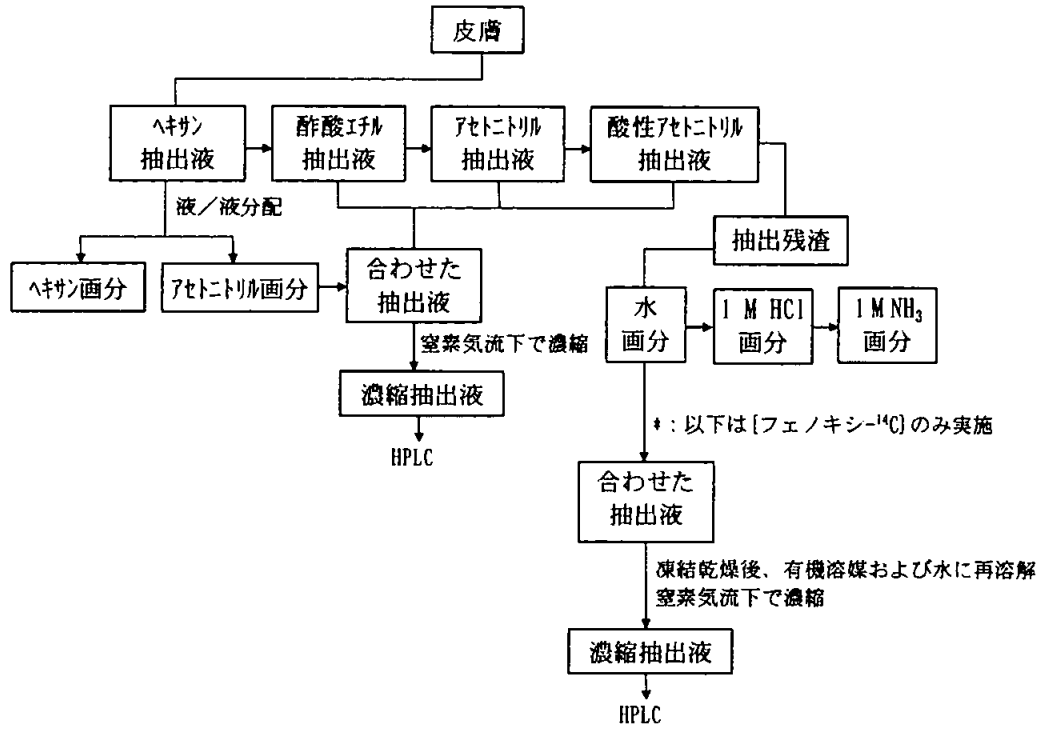 皮膚
ヘキサン
抽出液
酢酸エチル
抽出液
アセトニトリル
抽出液
酸性アセトニトリル
抽出液
液/液分配
抽出残渣
ヘキサン画分
アセトニトリル画分
合わせた
抽出液
水
画分
1 M HCl
画分
1 M NH₃
画分
窒素気流下で濃縮
濃縮抽出液
HPLC
*:以下は[フェノキシ-¹⁴C]のみ実施
合わせた
抽出液
凍結乾燥後、有機溶媒および水に再溶解
窒素気流下で濃縮
濃縮抽出液
HPLC